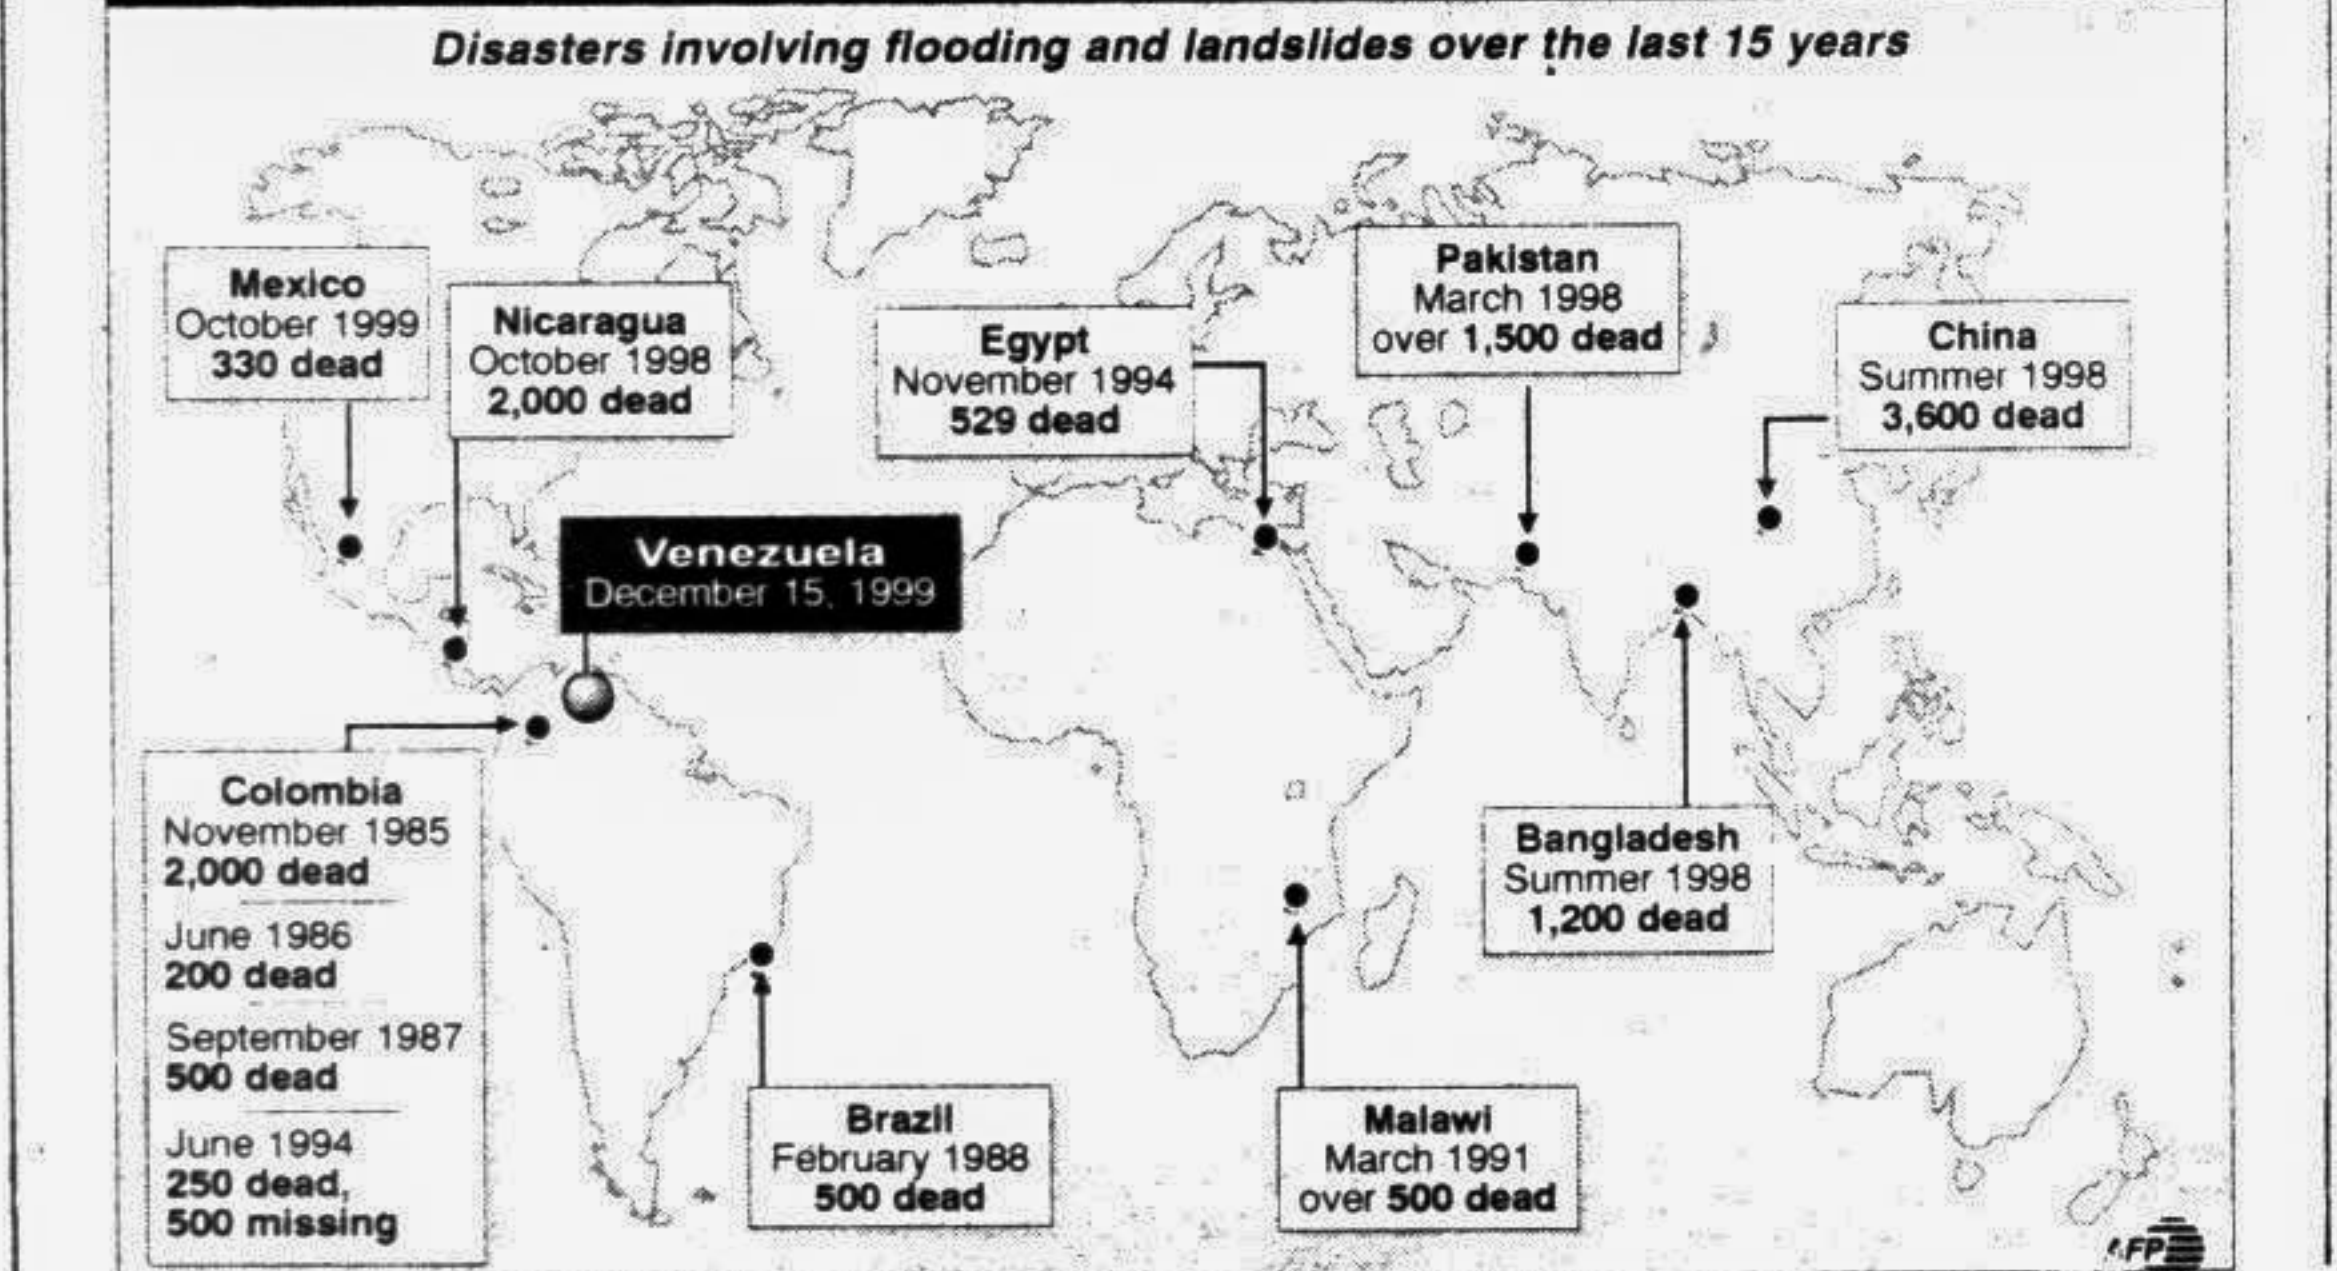 Disasters involving flooding and landslides over the last 15 years
Mexico
October 1999
330 dead
Nicaragua
October 1998
2,000 dead
Egypt
November 1994
529 dead
Pakistan
March 1998
over 1,500 dead
China
Summer 1998
3,600 dead
Venezuela
December 15, 1999
Colombia
November 1985
2,000 dead
June 1986
200 dead
September 1987
500 dead
June 1994
250 dead,
500 missing
Brazil
February 1988
500 dead
Malawi
March 1991
over 500 dead
Bangladesh
Summer 1998
1,200 dead
AFP